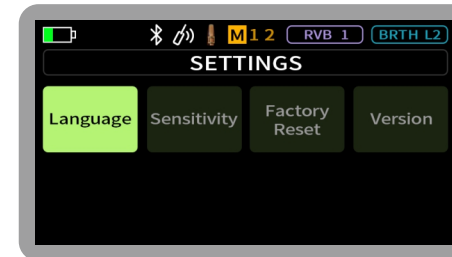 M 1 2 RVB 1 BRTH L2
SETTINGS
Language Sensitivity Factory Reset Version